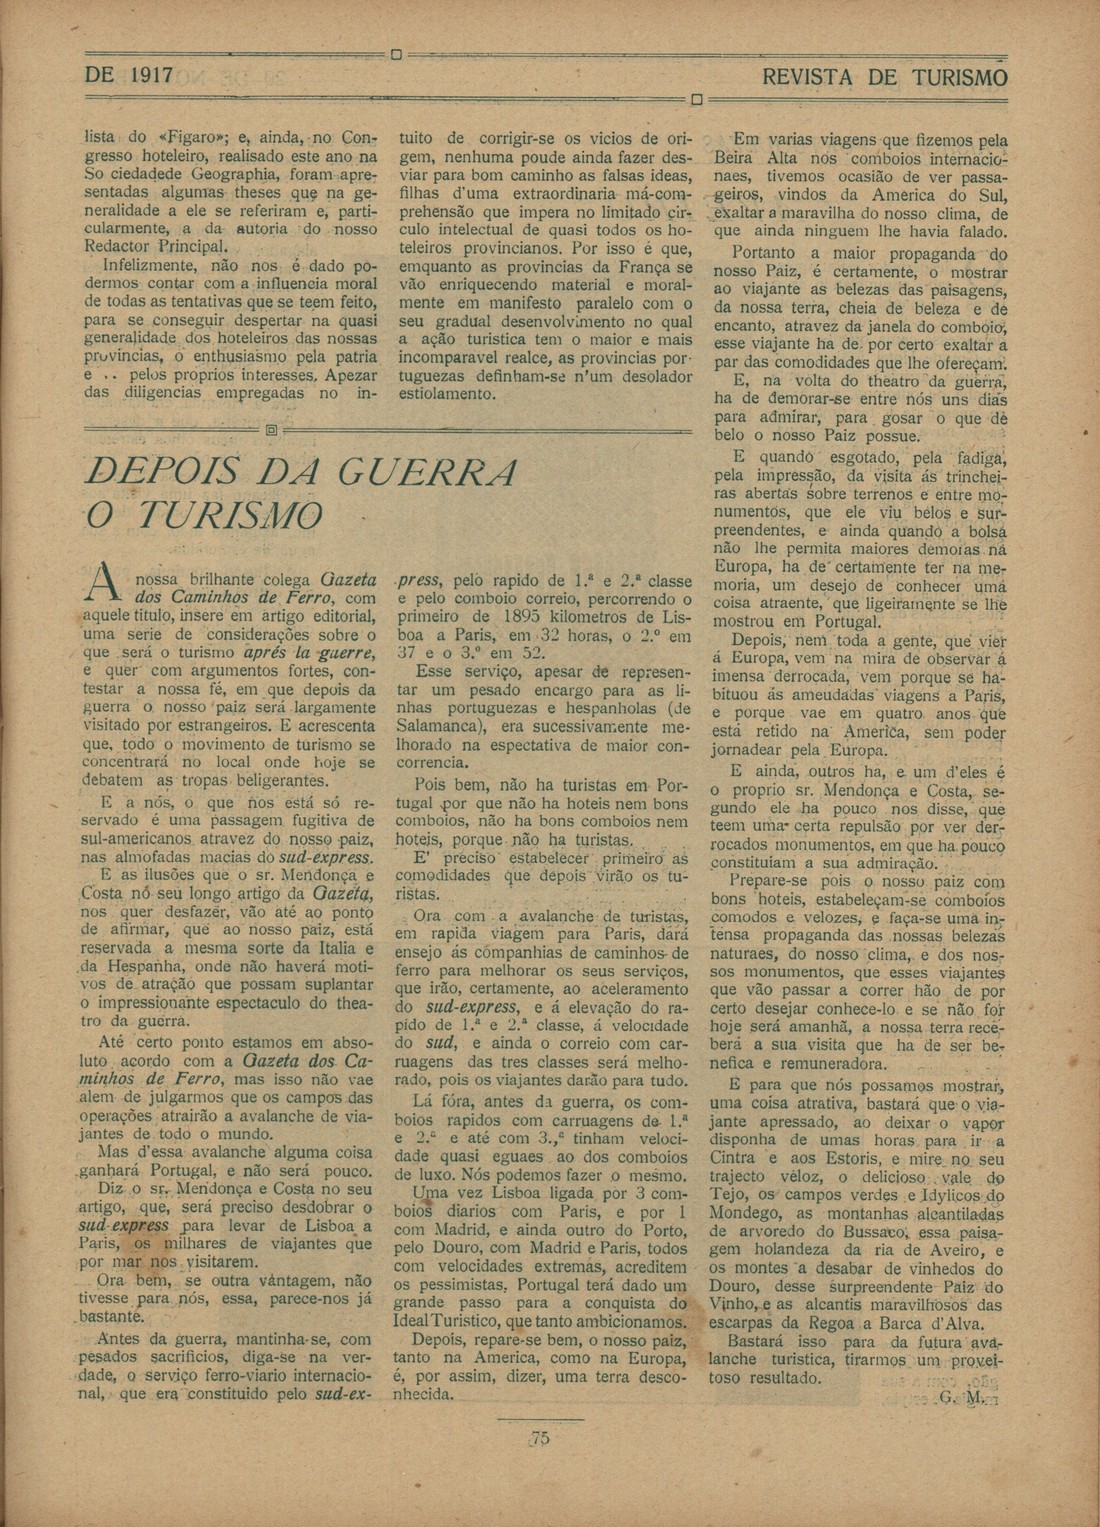 DE 1917
REVISTA DE TURISMO
lista do «Figaro»; e, ainda, no Con-
gresso hoteleiro, realisado este ano na
So ciedadede Geographia, foram apre-
sentadas algumas theses que na ge-
neralidade a ele se referiram e, parti-
cularmente, a da autoria do nosso
Redactor Principal.
Infelizmente, não nos é dado po-
dermos contar com a influencia moral
de todas as tentativas que se teem feito,
para se conseguir despertar na quasi
generalidade dos hoteleiros das nossas
provincias, o enthusiasmo pela patria
e .. pelos proprios interesses. Apezar
das diligencias empregadas no in-
tuito de corrigir-se os vicios de ori-
gem, nenhuma poude ainda fazer des-
viar para bom caminho as falsas ideas,
filhas d'uma extraordinaria má-com-
prehensão que impera no limitado cir-
culo intelectual de quasi todos os ho-
teleiros provincianos. Por isso é que,
emquanto as provincias da França se
vão enriquecendo material e moral-
mente em manifesto paralelo com o
seu gradual desenvolvimento no qual
a ação turistica tem o maior e mais
incomparavel realce, as provincias por-
tuguezas definham-se n'um desolador
estiolamento.
DEPOIS DA GUERRA
O TURISMO
A nossa brilhante colega Gazeta
dos Caminhos de Ferro, com
aquele titulo, insere em artigo editorial,
uma serie de considerações sobre o
que será o turismo aprés la guerre,
e quer com argumentos fortes, con-
testar a nossa fé, em que depois da
guerra o nosso paiz será largamente
visitado por estrangeiros. E acrescenta
que, todo o movimento de turismo se
concentrará no local onde hoje se
debatem as tropas beligerantes.
E a nós, o que nos está só re-
servado é uma passagem fugitiva de
sul-americanos atravez do nosso paiz,
nas almofadas macias do sud-express.
E as ilusões que o sr. Mendonça e
Costa nó seu longo artigo da Gazeta,
nos quer desfazer, vão até ao ponto
de afirmar, que ao nosso paiz, está
reservada a mesma sorte da Italia e
da Hespanha, onde não haverá moti-
vos de atração que possam suplantar
o impressionante espectaculo do thea-
tro da guerra.
Até certo ponto estamos em abso-
luto acordo com a Gazeta dos Ca-
minhos de Ferro, mas isso não vae
alem de julgarmos que os campos das
operações atrairão a avalanche de via-
jantes de todo o mundo.
Mas d'essa avalanche alguma coisa
ganhará Portugal, e não será pouco.
Diz o sr. Mendonça e Costa no seu
artigo, que, será preciso desdobrar o
sud-express para levar de Lisboa a
Paris, os milhares de viajantes que
por mar nos visitarem.
Ora bem, se outra vántagem, não
tivesse para nós, essa, parece-nos já
bastante.
Antes da guerra, mantinha-se, com
pesados sacrificios, diga-se na ver-
dade, o serviço ferro-viario internacio-
nal, que era constituido pelo sud-ex-
press, pelo rapido de 1.ª e 2.ª classe
e pelo comboio correio, percorrendo o
primeiro de 1895 kilometros de Lis-
boa a Paris, em 32 horas, o 2.º em
37 e o 3.º em 52.
Esse serviço, apesar de represen-
tar um pesado encargo para as li-
nhas portuguezas e hespanholas (de
Salamanca), era sucessivamente me-
lhorado na espectativa de maior con-
correncia.
Pois bem, não ha turistas em Por-
tugal por que não ha hoteis nem bons
comboios, não ha bons comboios nem
hoteis, porque não ha turistas.
E' preciso estabelecer primeiro as
comodidades que depois virão os tu-
ristas.
Ora com a avalanche de turistas,
em rapida viagem para Paris, dará
ensejo ás companhias de caminhos de
ferro para melhorar os seus serviços,
que irão, certamente, ao aceleramento
do sud-express, e á elevação do ra-
pido de 1.ª e 2.ª classe, á velocidade
do sud, e ainda o correio com car-
ruagens das tres classes será melho-
rado, pois os viajantes darão para tudo.
Lá fóra, antes da guerra, os com-
boios rapidos com carruagens de 1.ª
e 2.ª e até com 3.,ª tinham veloci-
dade quasi eguaes ao dos comboios
de luxo. Nós podemos fazer o mesmo.
Uma vez Lisboa ligada por 3 com-
boios diarios com Paris, e por 1
com Madrid, e ainda outro do Porto,
pelo Douro, com Madrid e Paris, todos
com velocidades extremas, acreditem
os pessimistas, Portugal terá dado um
grande passo para a conquista do
Ideal Turistico, que tanto ambicionamos.
Depois, repare-se bem, o nosso paiz,
tanto na America, como na Europa,
é, por assim, dizer, uma terra desco-
nhecida.
Em varias viagens que fizemos pela
Beira Alta nos comboios internacio-
naes, tivemos ocasião de ver passa-
geiros, vindos da America do Sul,
exaltar a maravilha do nosso clima, de
que ainda ninguem lhe havia falado.
Portanto a maior propaganda do
nosso Paiz, é certamente, o mostrar
ao viajante as belezas das paisagens,
da nossa terra, cheia de beleza e de
encanto, atravez da janela do comboio,
esse viajante ha de por certo exaltar a
par das comodidades que lhe ofereçam.
E, na volta do theatro da guerra,
ha de demorar-se entre nós uns dias
para admirar, para gosar o que de
belo o nosso Paiz possue.
E quando esgotado, pela fadiga,
pela impressão, da visita ás trinchei-
ras abertas sobre terrenos e entre mo-
numentos, que ele viu belos e sur-
preendentes, e ainda quando a bolsa
não lhe permita maiores demoras na
Europa, ha de certamente ter na me-
moria, um desejo de conhecer uma
coisa atraente, que ligeiramente se lhe
mostrou em Portugal.
Depois, nem toda a gente, que vier
á Europa, vem na mira de observar a
imensa derrocada, vem porque se ha-
bituou ás ameudadas viagens a Paris,
e porque vae em quatro anos que
está retido na America, sem poder
jornadear pela Europa.
E ainda, outros ha, e um d'eles é
o proprio sr. Mendonça e Costa, se-
gundo ele ha pouco nos disse, que
teem uma certa repulsão por ver der-
rocados monumentos, em que ha pouco
constituiam a sua admiração.
Prepare-se pois o nosso paiz com
bons hoteis, estabeleçam-se comboios
comodos e velozes, e faça-se uma in-
tensa propaganda das nossas belezas
naturaes, do nosso clima, e dos nos-
sos monumentos, que esses viajantes
que vão passar a correr hão de por
certo desejar conhece-lo e se não for
hoje será amanhã, a nossa terra rece-
berá a sua visita que ha de ser be-
nefica e remuneradora.
E para que nós possamos mostrar,
uma coisa atrativa, bastará que o via-
jante apressado, ao deixar o vapor
disponha de umas horas para ir a
Cintra e aos Estoris, e mire no seu
trajecto véloz, o delicioso vale do
Tejo, os campos verdes e Idylicos do
Mondego, as montanhas alcantiladas
de arvoredo do Bussaco, essa paisa-
gem holandeza da ria de Aveiro, e
os montes a desabar de vinhedos do
Douro, desse surpreendente Paiz do
Vinho, e as alcantis maravilhosos das
escarpas da Regoa a Barca d'Alva.
Bastará isso para da futura ava-
lanche turistica, tirarmos um provei-
toso resultado.
G. M.
75